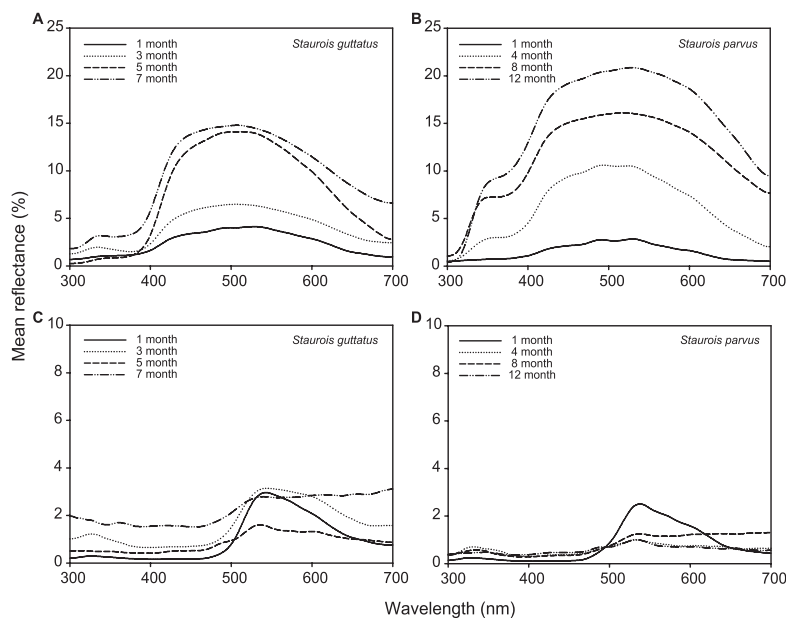 A
B
25
20
15
10
5
0
300
400
500
600
700
1 month
3 month
5 month
7 month
Staurois guttatus
25
20
15
10
5
0
300
400
500
600
700
1 month
4 month
8 month
12 month
Staurois parvus
Mean reflectance (%)
C
D
10
8
6
4
2
0
300
400
500
600
700
1 month
3 month
5 month
7 month
Staurois guttatus
10
8
6
4
2
0
300
400
500
600
700
1 month
4 month
8 month
12 month
Staurois parvus
Wavelength (nm)